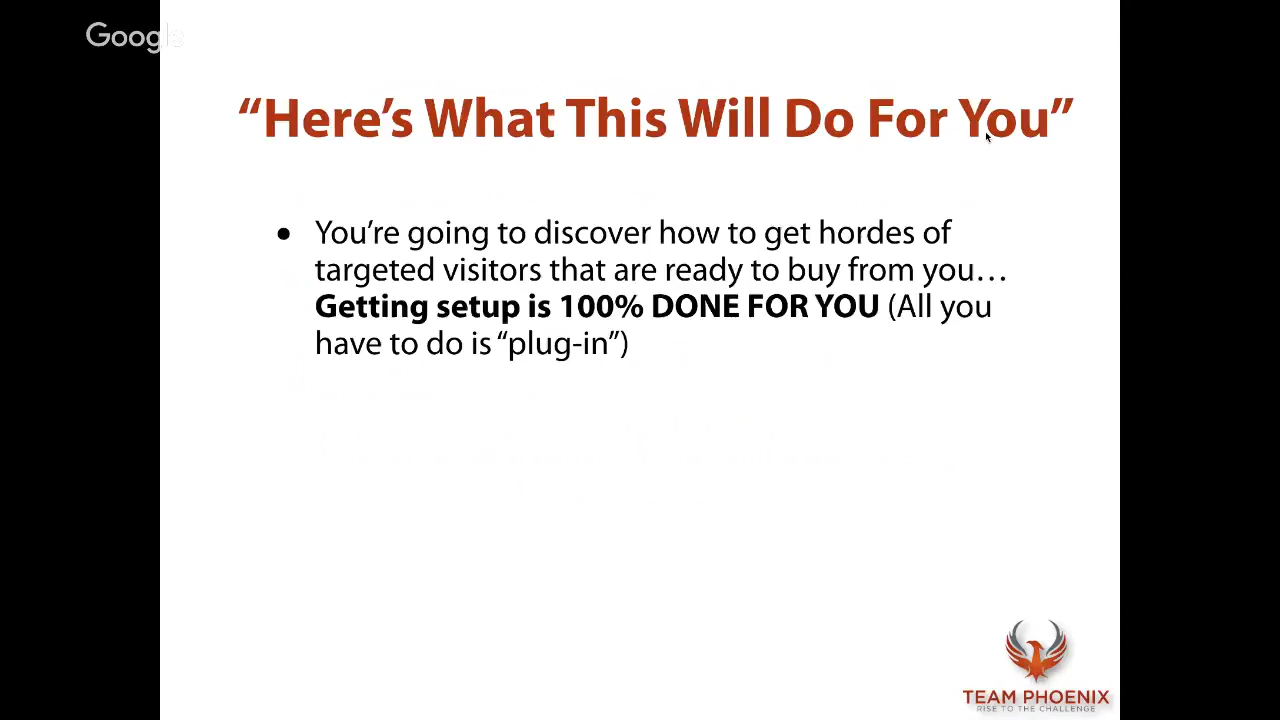 Google
“Here’s What This Will Do For You”
● You’re going to discover how to get hordes of
targeted visitors that are ready to buy from you…
Getting setup is 100% DONE FOR YOU (All you
have to do is “plug-in”)
TEAM PHOENIX
RISE TO THE CHALLENGE